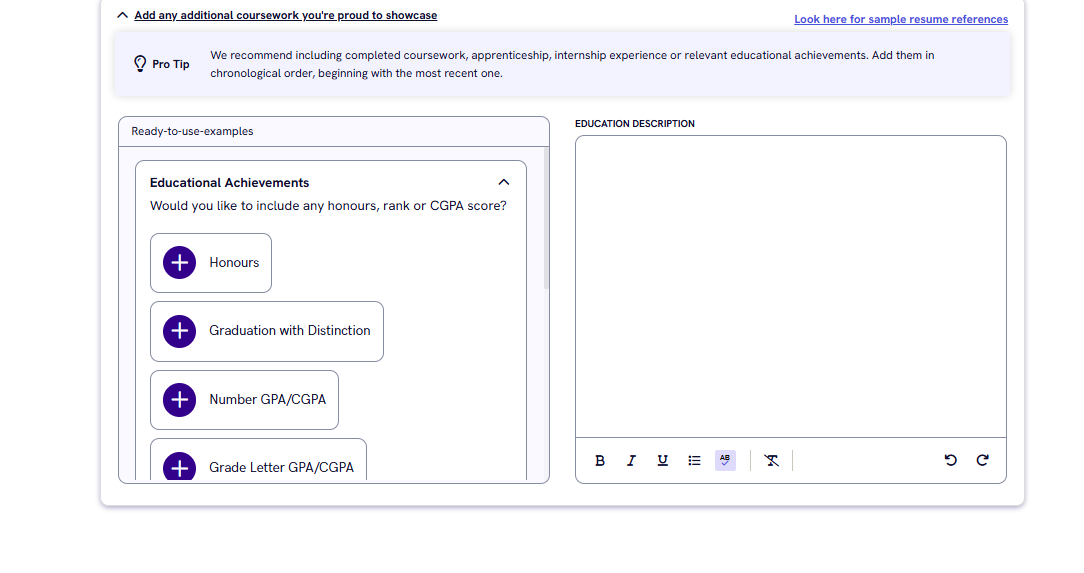 Add any additional coursework you're proud to showcase
Look here for sample resume references
Pro Tip
We recommend including completed coursework, apprenticeship, internship experience or relevant educational achievements. Add them in
chronological order, beginning with the most recent one.
Ready-to-use-examples
Educational Achievements
Would you like to include any honours, rank or CGPA score?
Honours
Graduation with Distinction
Number GPA/CGPA
Grade Letter GPA/CGPA
EDUCATION DESCRIPTION
B I U AB T